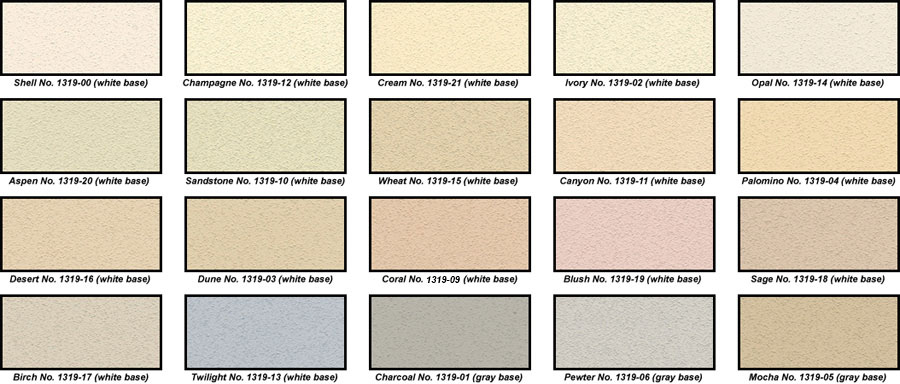 Shell No. 1319-00 (white base)
Champagne No. 1319-12 (white base)
Cream No. 1319-21 (white base)
Ivory No. 1319-02 (white base)
Opal No. 1319-14 (white base)
Aspen No. 1319-20 (white base)
Sandstone No. 1319-10 (white base)
Wheat No. 1319-15 (white base)
Canyon No. 1319-11 (white base)
Palomino No. 1319-04 (white base)
Desert No. 1319-16 (white base)
Dune No. 1319-03 (white base)
Coral No. 1319-09 (white base)
Blush No. 1319-19 (white base)
Sage No. 1319-18 (white base)
Birch No. 1319-17 (white base)
Twilight No. 1319-13 (white base)
Charcoal No. 1319-01 (gray base)
Pewter No. 1319-06 (gray base)
Mocha No. 1319-05 (gray base)